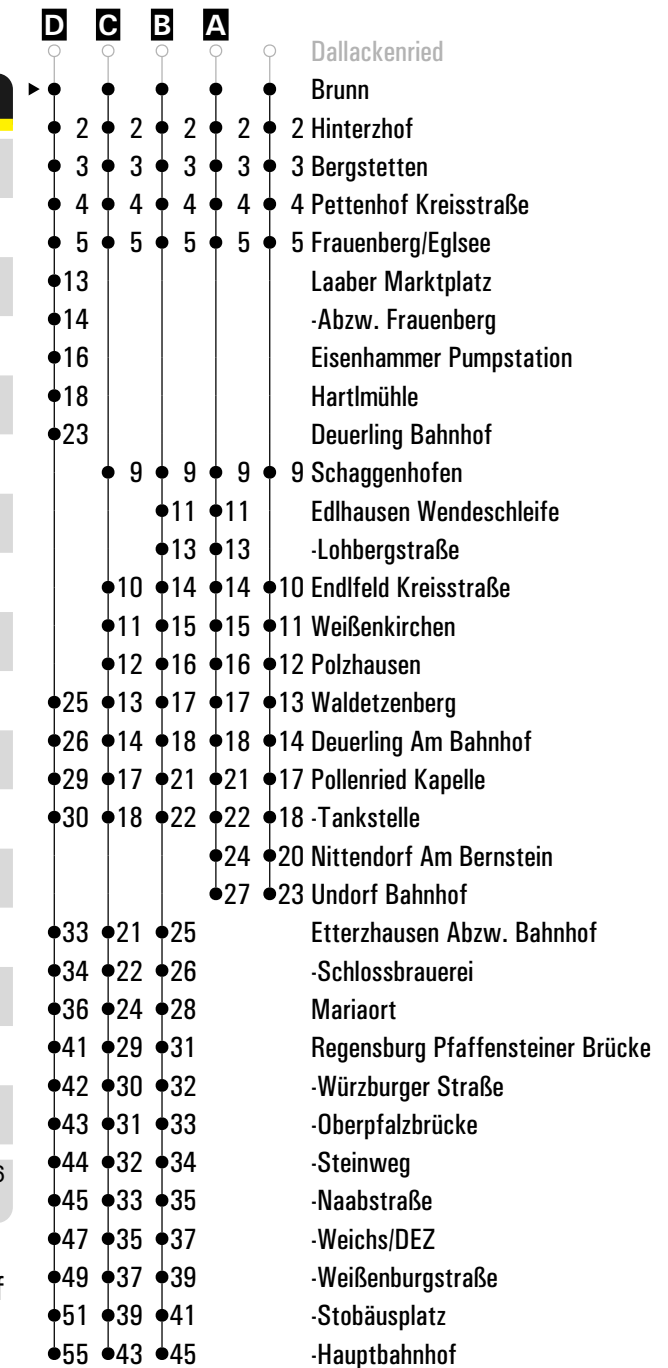 D C B A
Dallackenried
Brunn
2 2 2 2 2 Hinterzhof
3 3 3 3 3 Bergstetten
4 4 4 4 4 Pettenhof Kreisstraße
5 5 5 5 5 Frauenberg/Eglsee
13 Laaber Marktplatz
14 -Abzw. Frauenberg
16 Eisenhammer Pumpstation
18 Hartlmühle
23 Deuerling Bahnhof
9 9 9 9 Schaggenhofen
11 11 Edlhausen Wendeschleife
13 13 -Lohbergstraße
10 14 14 10 Endlfeld Kreisstraße
11 15 15 11 Weißenkirchen
12 16 16 12 Polzhausen
25 13 17 17 13 Waldetzenberg
26 14 18 18 14 Deuerling Am Bahnhof
29 17 21 21 17 Pollenried Kapelle
30 18 22 22 18 -Tankstelle
24 20 Nittendorf Am Bernstein
27 23 Undorf Bahnhof
33 21 25 Etterzhausen Abzw. Bahnhof
34 22 26 -Schlossbrauerei
36 24 28 Mariaort
41 29 31 Regensburg Pfaffensteiner Brücke
42 30 32 -Würzburger Straße
43 31 33 -Oberpfalzbrücke
44 32 34 -Steinweg
45 33 35 -Naabstraße
47 35 37 -Weichs/DEZ
49 37 39 -Weißenburgstraße
51 39 41 -Stobäusplatz
55 43 45 -Hauptbahnhof